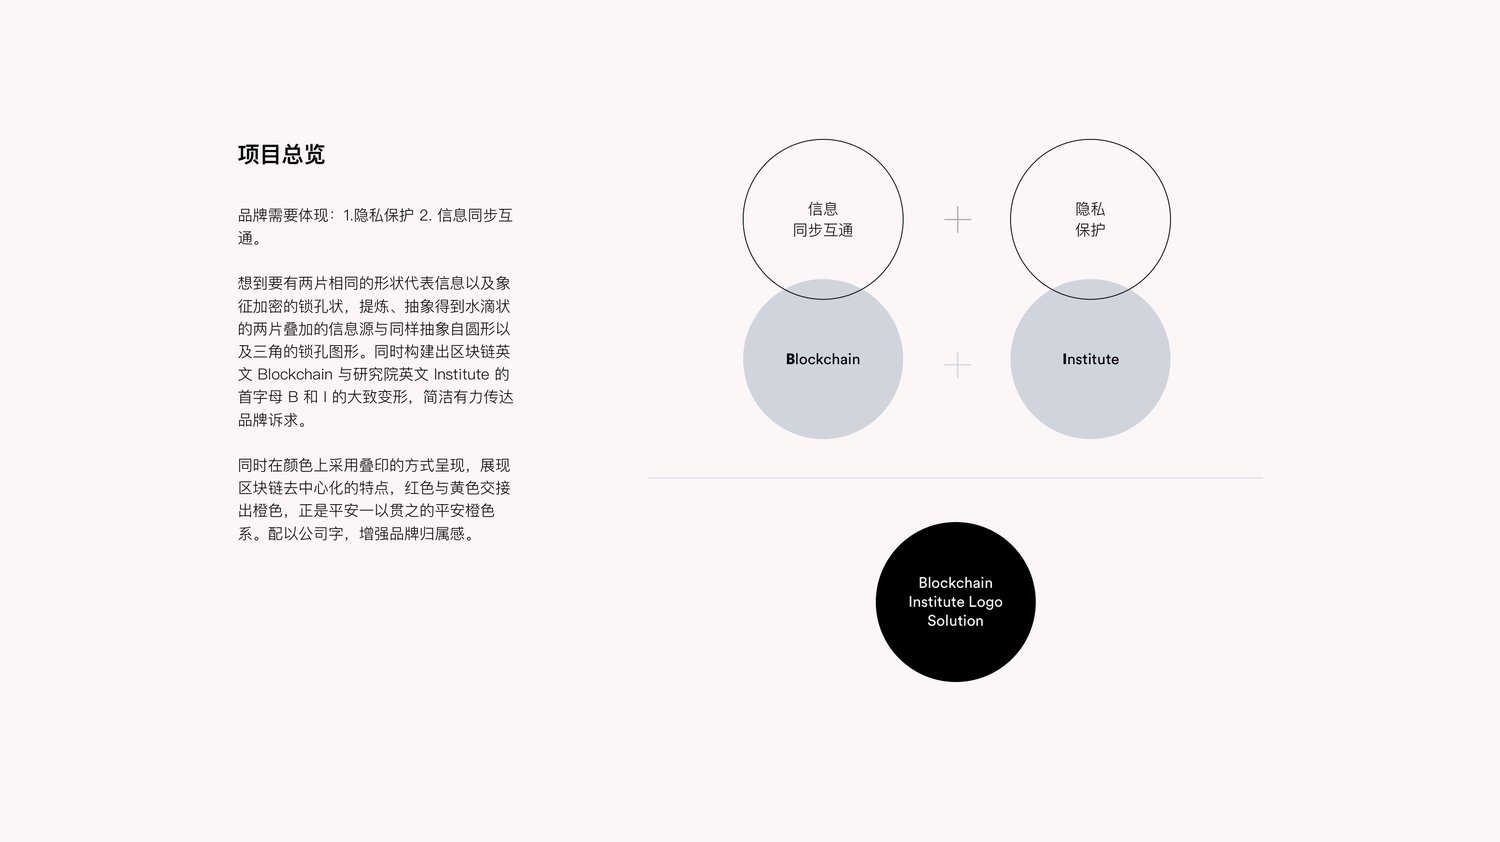 项目总览
品牌需要体现：1.隐私保护 2. 信息同步互
通。
想到要有两片相同的形状代表信息以及象
征加密的锁孔状，提炼、抽象得到水滴状
的两片叠加的信息源与同样抽象自圆形以
及三角的锁孔图形。同时构建出区块链英
文 Blockchain 与研究院英文 Institute 的
首字母 B 和 I 的大致变形，简洁有力传达
品牌诉求。
同时在颜色上采用叠印的方式呈现，展现
区块链去中心化的特点，红色与黄色交接
出橙色，正是平安一以贯之的平安橙色
系。配以公司字，增强品牌归属感。
信息
同步互通
隐私
保护
Blockchain
Institute
Blockchain
Institute Logo
Solution